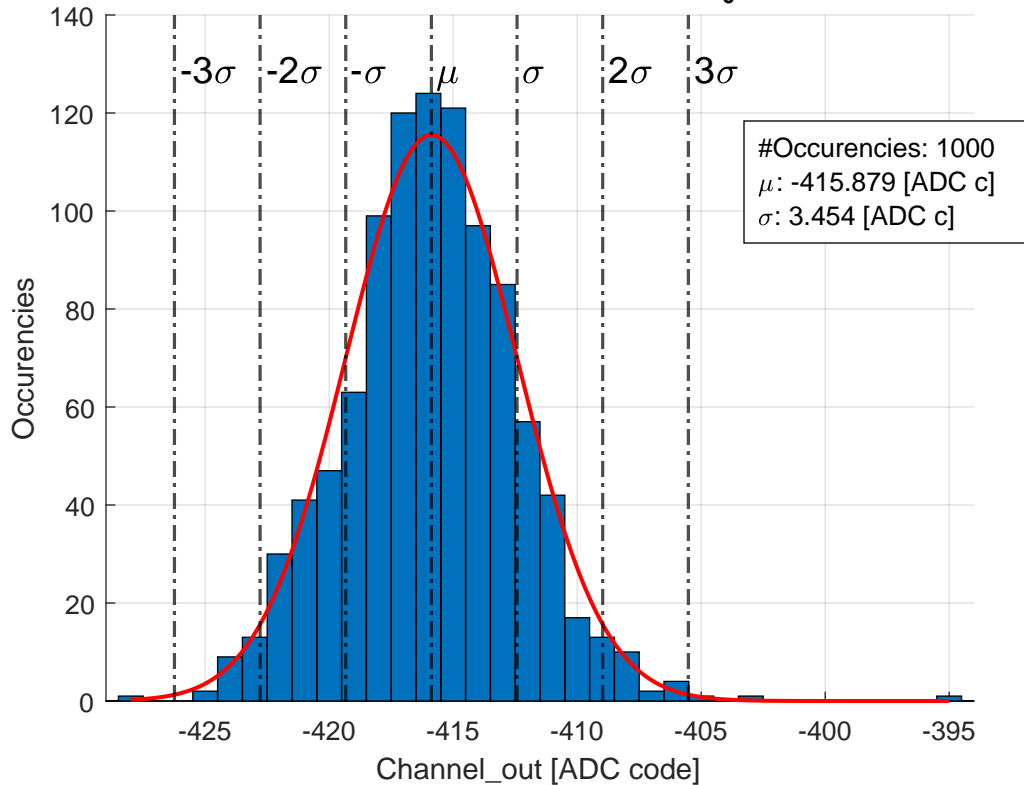 140
120
100
80
60
40
20
0
-3σ -2σ -σ μ σ 2σ 3σ
#Occurencies: 1000
μ: -415.879 [ADC c]
σ: 3.454 [ADC c]
Occurencies
-425 -420 -415 -410 -405 -400 -395
Channel_out [ADC code]